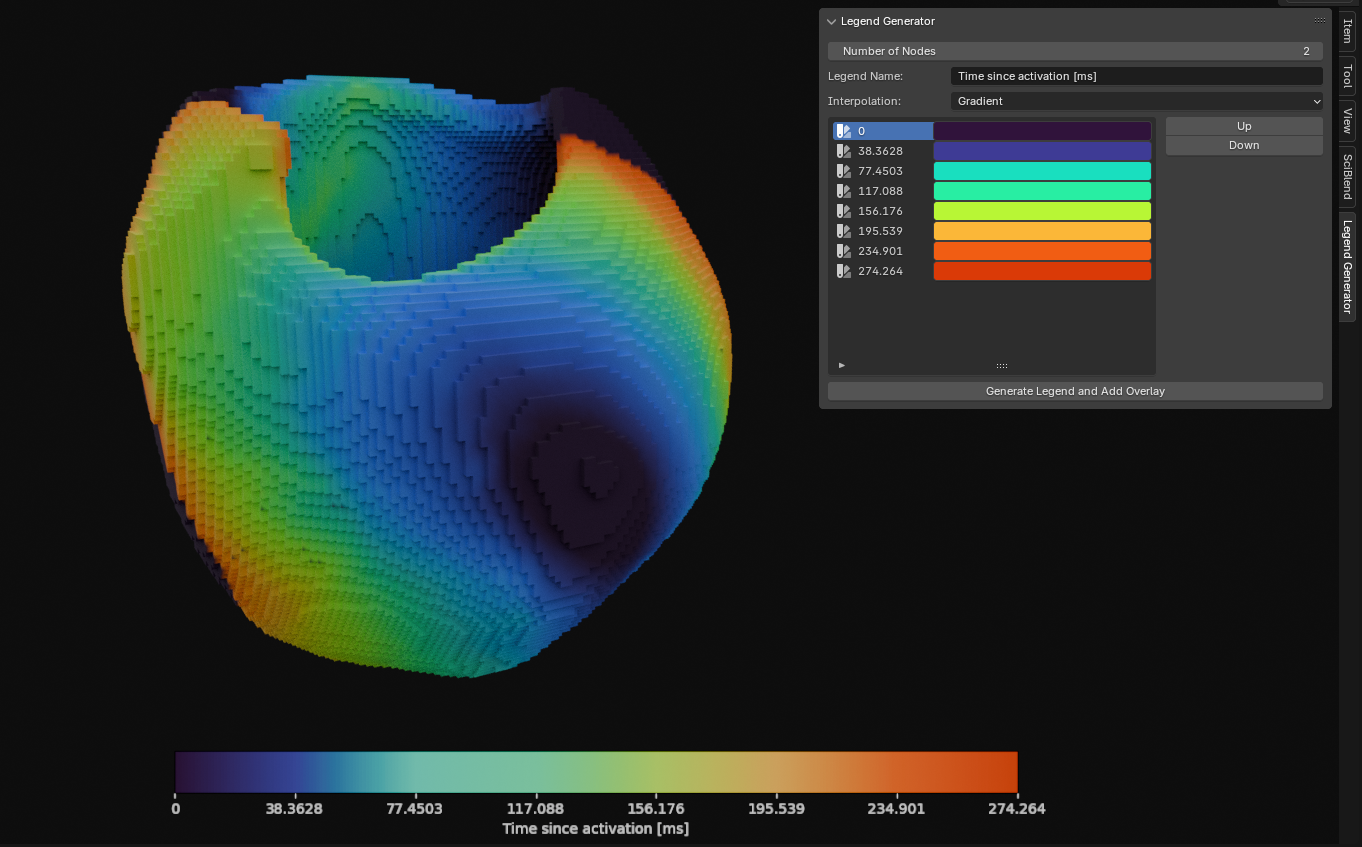 Legend Generator
Number of Nodes 2
Legend Name: Time since activation [ms]
Interpolation: Gradient
0
38.3628
77.4503
117.088
156.176
195.539
234.901
274.264
Up
Down
Generate Legend and Add Overlay
Item
Tool
View
SciBlend
Legend Generator
0 38.3628 77.4503 117.088 156.176 195.539 234.901 274.264
Time since activation [ms]